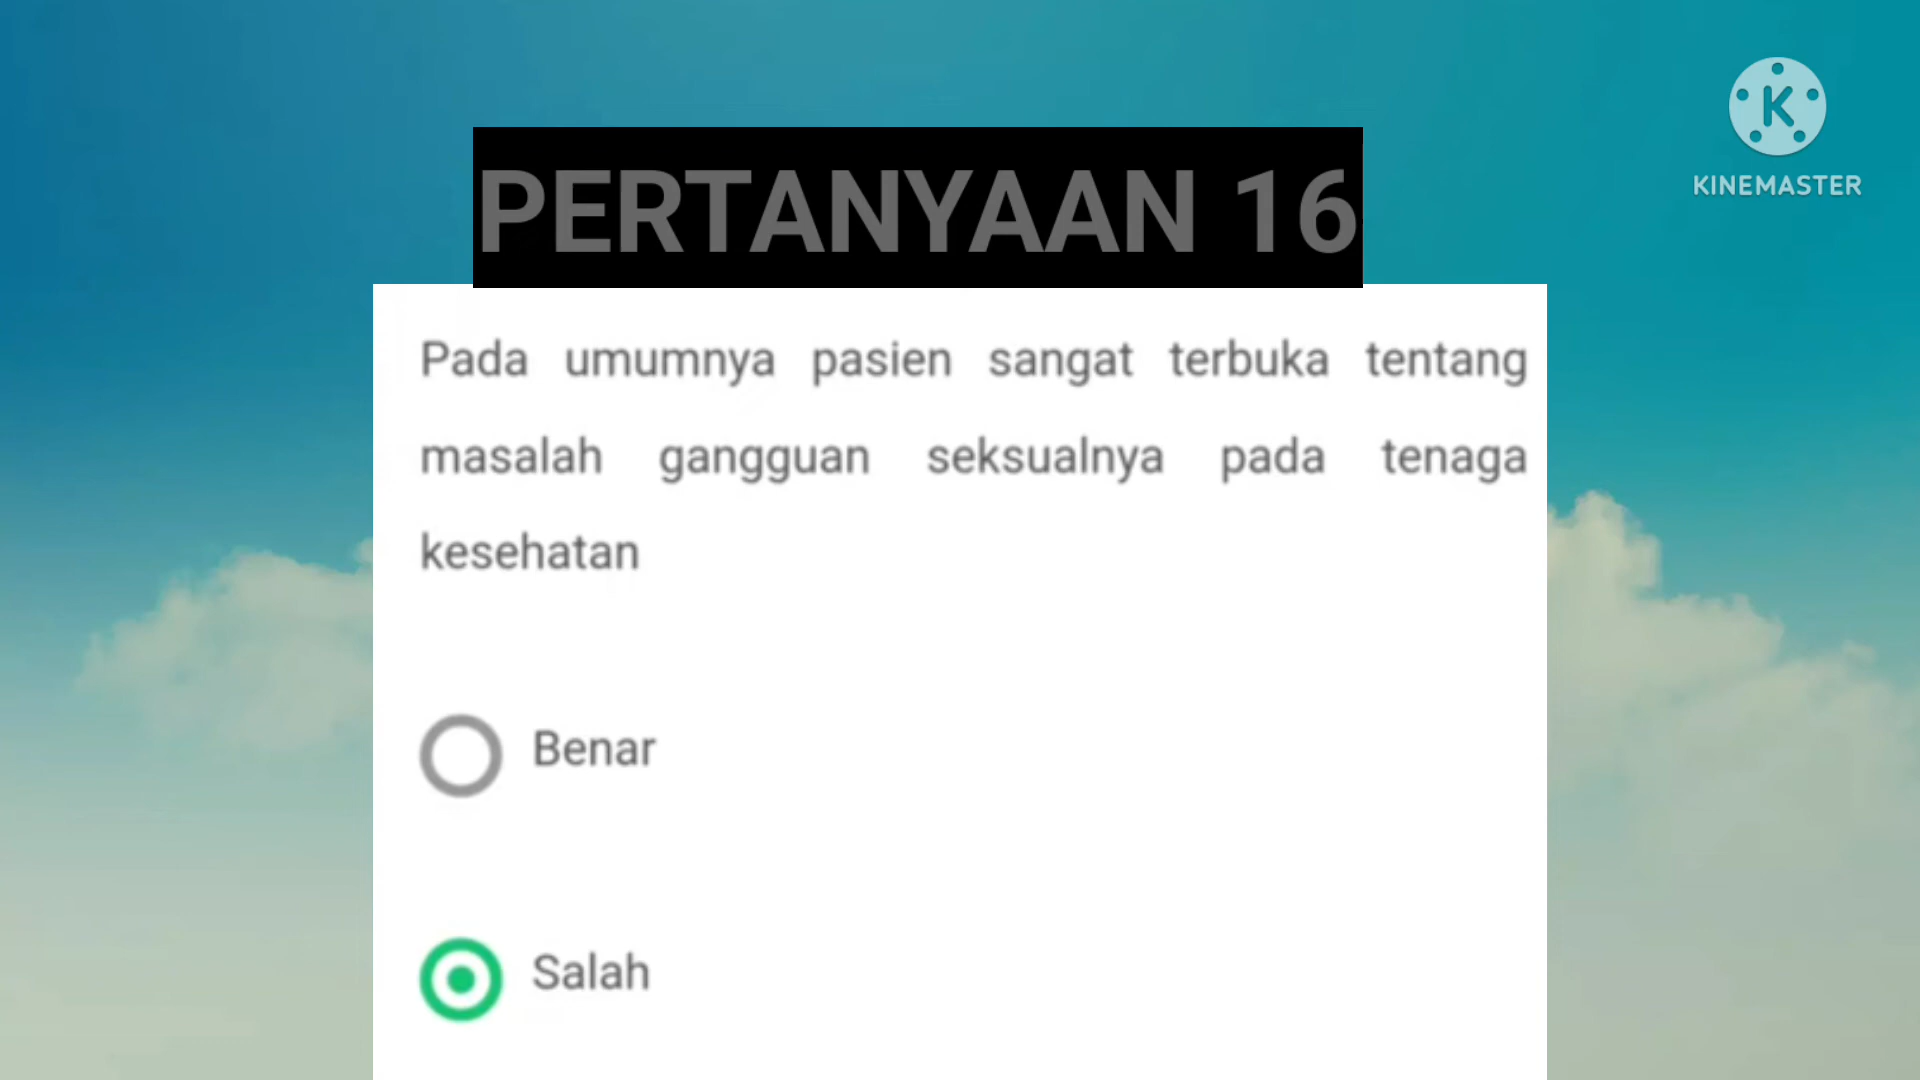 K
KINEMASTER
PERTANYAAN 16
Pada umumnya pasien sangat terbuka tentang
masalah gangguan seksualnya pada tenaga
kesehatan
Benar
Salah